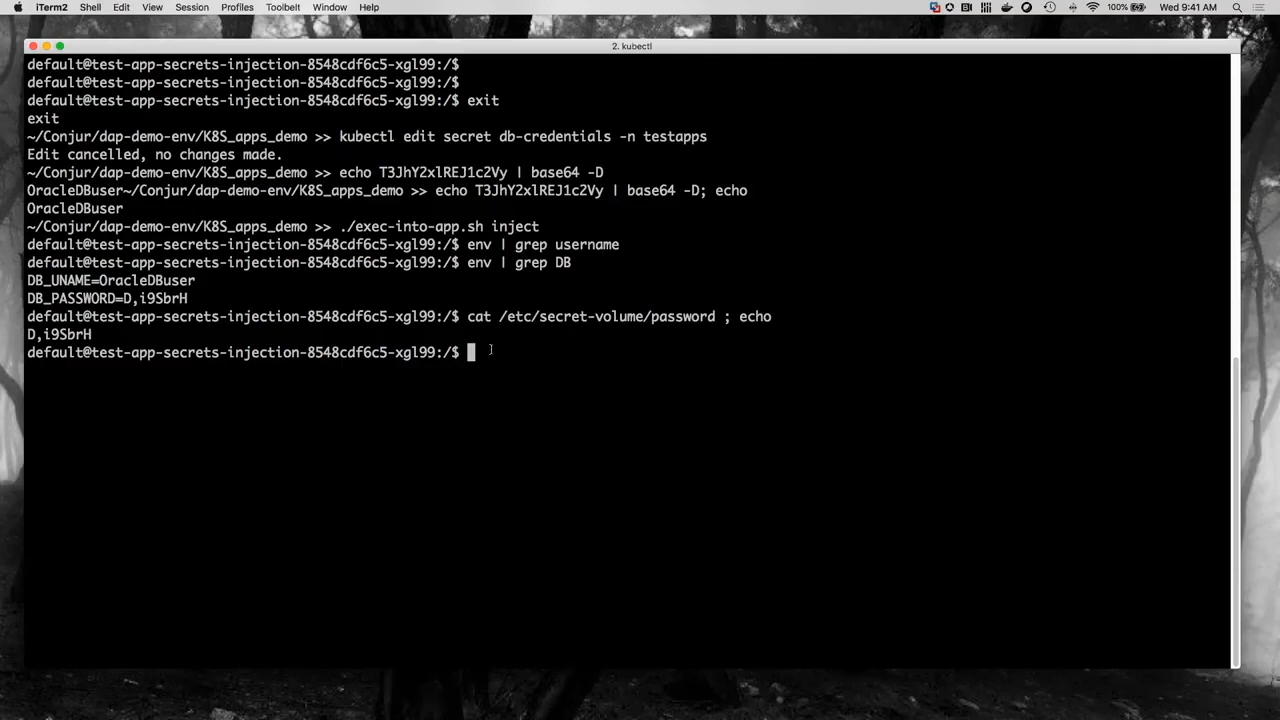 iTerm2 Shell Edit View Session Profiles Toolbelt Window Help 100% Wed 9:41 AM
2. kubectl
default@test-app-secrets-injection-8548cdf6c5-xgl99:/$
default@test-app-secrets-injection-8548cdf6c5-xgl99:/$
default@test-app-secrets-injection-8548cdf6c5-xgl99:/$ exit
exit
~/Conjur/dap-demo-env/K8S_apps_demo >> kubectl edit secret db-credentials -n testapps
Edit cancelled, no changes made.
~/Conjur/dap-demo-env/K8S_apps_demo >> echo T3JhY2xlREJ1c2Vy | base64 -D
OracleDBuser~/Conjur/dap-demo-env/K8S_apps_demo >> echo T3JhY2xlREJ1c2Vy | base64 -D; echo
OracleDBuser
~/Conjur/dap-demo-env/K8S_apps_demo >> ./exec-into-app.sh inject
default@test-app-secrets-injection-8548cdf6c5-xgl99:/$ env | grep username
default@test-app-secrets-injection-8548cdf6c5-xgl99:/$ env | grep DB
DB_UNAME=OracleDBuser
DB_PASSWORD=D,i9SbrH
default@test-app-secrets-injection-8548cdf6c5-xgl99:/$ cat /etc/secret-volume/password ; echo
D,i9SbrH
default@test-app-secrets-injection-8548cdf6c5-xgl99:/$